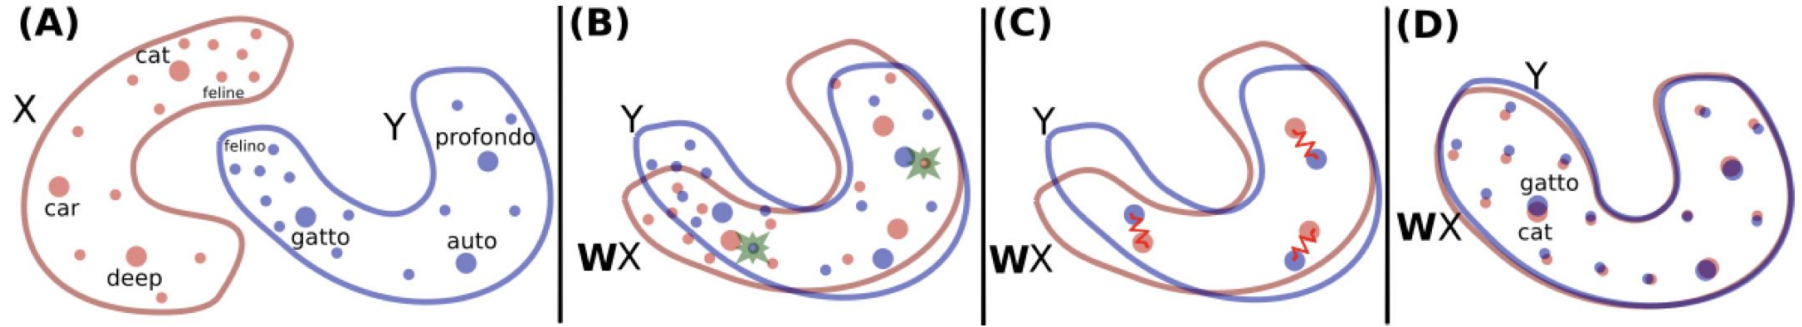 (A)
cat
feline
X
car
deep
Y
profondo
felino
gatto
auto
(B)
Y
WX
(C)
Y
WX
(D)
Y
gatto
cat
WX